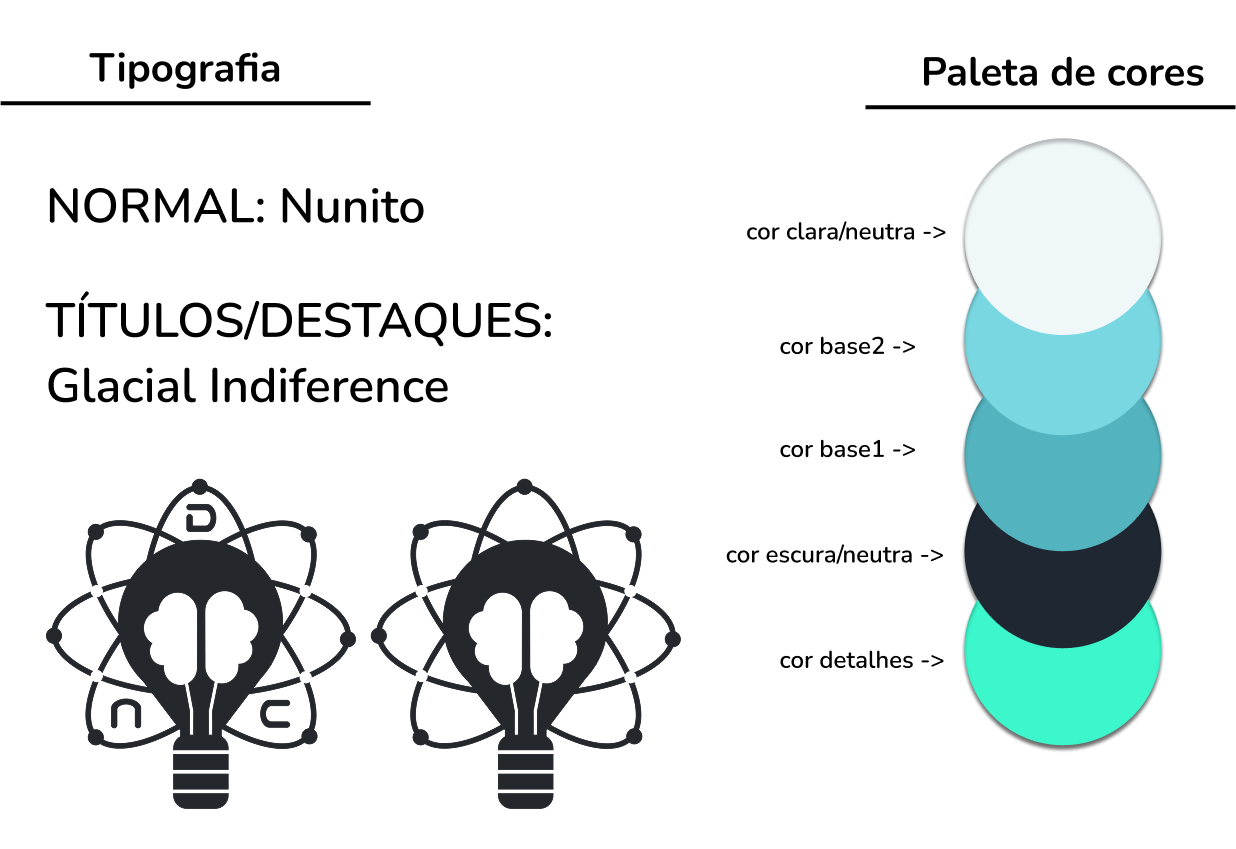 Tipografia
NORMAL: Nunito
TÍTULOS/DESTAQUES:
Glacial Indiference
D
n
C
Paleta de cores
cor clara/neutra ->
cor base2 ->
cor base1 ->
cor escura/neutra ->
cor detalhes ->